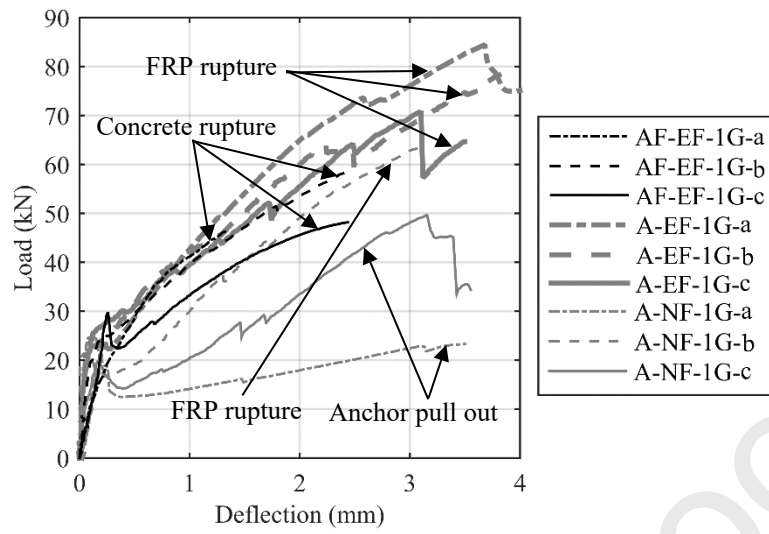 90
80
70
60
50
40
30
20
10
0
Load (kN)
FRP rupture
Concrete rupture
FRP rupture
Anchor pull out
0 1 2 3 4
Deflection (mm)
AF-EF-1G-a
AF-EF-1G-b
AF-EF-1G-c
A-EF-1G-a
A-EF-1G-b
A-EF-1G-c
A-NF-1G-a
A-NF-1G-b
A-NF-1G-c